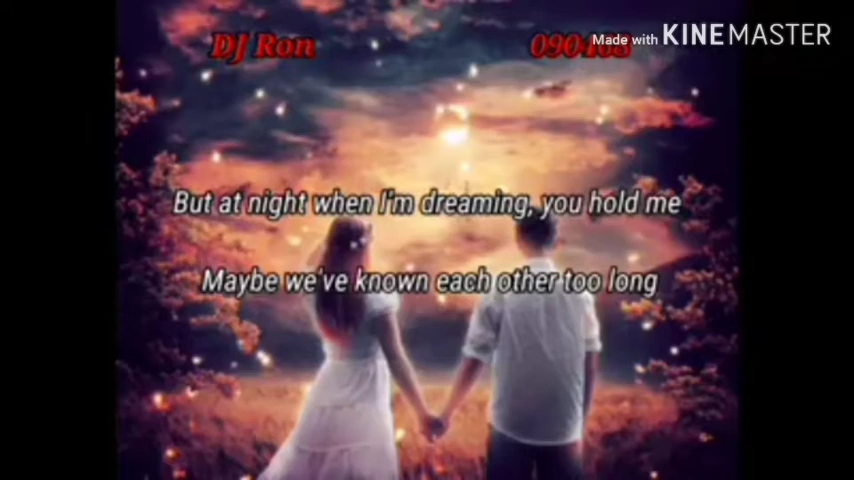 DJ Ron
Made with KINEMASTER
But at night when I'm dreaming, you hold me
Maybe we've known each other too long